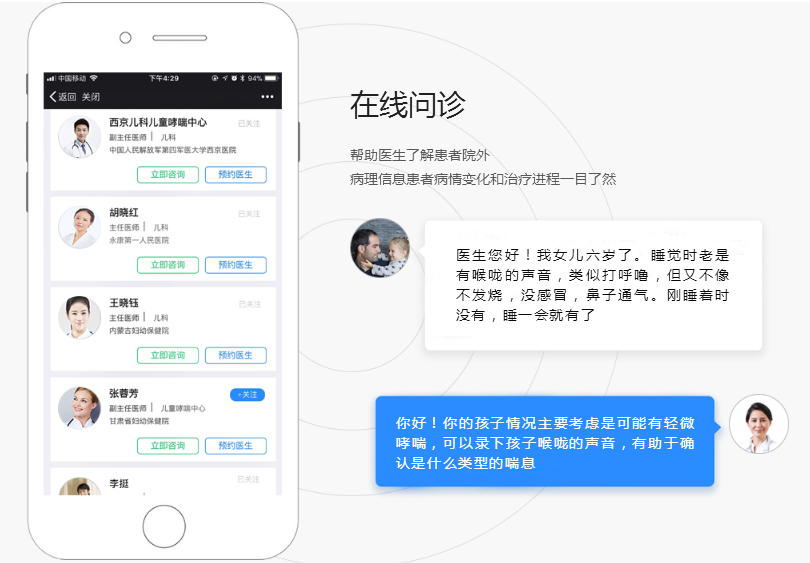 中国移动 下午4:29 94%
返回 关闭 •••
西京儿科儿童哮喘中心 已关注
副主任医师 | 儿科
中国人民解放军第四军医大学西京医院
立即咨询 预约医生
胡晓红 已关注
主任医师 | 儿科
永康第一人民医院
立即咨询 预约医生
王晓钰 已关注
主任医师 | 儿科
内蒙古妇幼保健院
立即咨询 预约医生
张蓉芳 +关注
副主任医师 | 儿童哮喘中心
甘肃省妇幼保健院
立即咨询 预约医生
李挺 已关注
在线问诊
帮助医生了解患者院外
病理信息患者病情变化和治疗进程一目了然
医生您好！我女儿六岁了。睡觉时老是
有喉咙的声音，类似打呼噜，但又不像
不发烧，没感冒，鼻子通气。刚睡着时
没有，睡一会就有了
你好！你的孩子情况主要考虑是可能有轻微
哮喘，可以录下孩子喉咙的声音，有助于确
认是什么类型的喘息